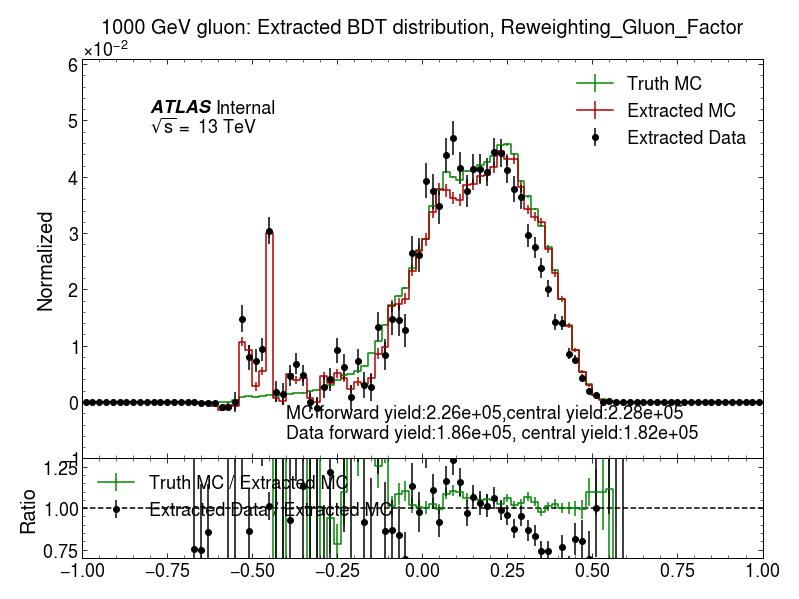 1000 GeV gluon: Extracted BDT distribution, Reweighting_Gluon_Factor
×10⁻²
6
5
4
3
2
1
0
1
Normalized
ATLAS Internal
√s = 13 TeV
Truth MC
Extracted MC
Extracted Data
MC forward yield:2.26e+05,central yield:2.28e+05
Data forward yield:1.86e+05, central yield:1.82e+05
1.25
1.00
0.75
Ratio
Truth MC / Extracted MC
Extracted Data / Extracted MC
−1.00 −0.75 −0.50 −0.25 0.00 0.25 0.50 0.75 1.00